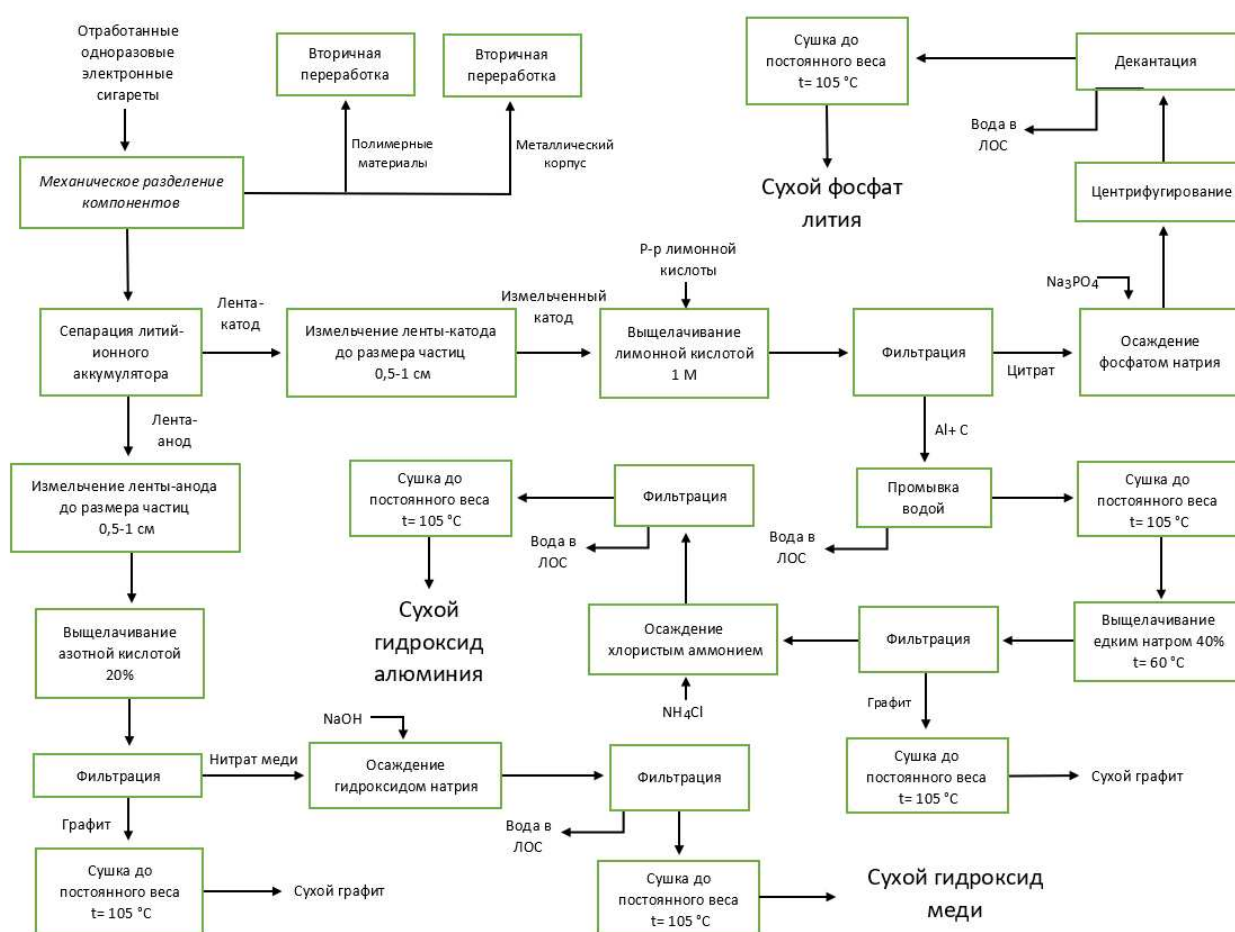 Отработанные
одноразовые
электронные
сигареты
Вторичная
переработка
Вторичная
переработка
Сушка до
постоянного веса
t= 105 °C
Декантация
Вода в
ЛОС
Полимерные
материалы
Металлический
корпус
Механическое разделение
компонентов
Сухой фосфат
лития
Центрифугирование
Р-р лимонной
кислоты
Na3PO4
Лента-
катод
Измельченный
катод
Сепарация литий-
ионного
аккумулятора
Измельчение ленты-катода
до размера частиц
0,5-1 см
Выщелачивание
лимонной кислотой
1 М
Фильтрация
Цитрат
Осаждение
фосфатом натрия
Лента-
анод
Al+ C
Измельчение ленты-анода
до размера частиц
0,5-1 см
Сушка до
постоянного веса
t= 105 °C
Фильтрация
Промывка
водой
Сушка до
постоянного веса
t= 105 °C
Вода в
ЛОС
Вода в
ЛОС
Выщелачивание
азотной кислотой
20%
Сухой
гидроксид
алюминия
Осаждение
хлористым аммонием
Фильтрация
Выщелачивание
едким натром 40%
t= 60 °C
NH4Cl
Графит
NaOH
Фильтрация
Нитрат меди
Осаждение
гидроксидом натрия
Фильтрация
Сушка до
постоянного веса
t= 105 °C
Сухой графит
Графит
Вода в
ЛОС
Сушка до
постоянного веса
t= 105 °C
Сухой графит
Сушка до
постоянного веса
t= 105 °C
Сухой гидроксид
меди